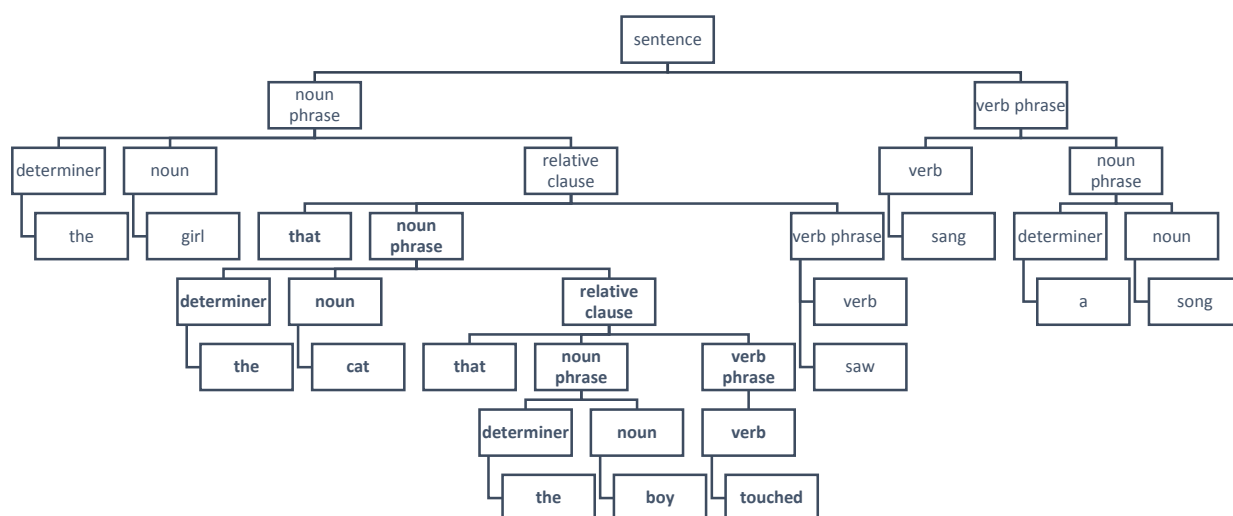 sentence
noun
phrase
verb phrase
determiner
noun
relative
clause
verb
noun
phrase
the
girl
that
noun
phrase
verb phrase
sang
determiner
noun
determiner
noun
relative
clause
verb
a
song
the
cat
that
noun
phrase
verb
phrase
saw
determiner
noun
verb
the
boy
touched